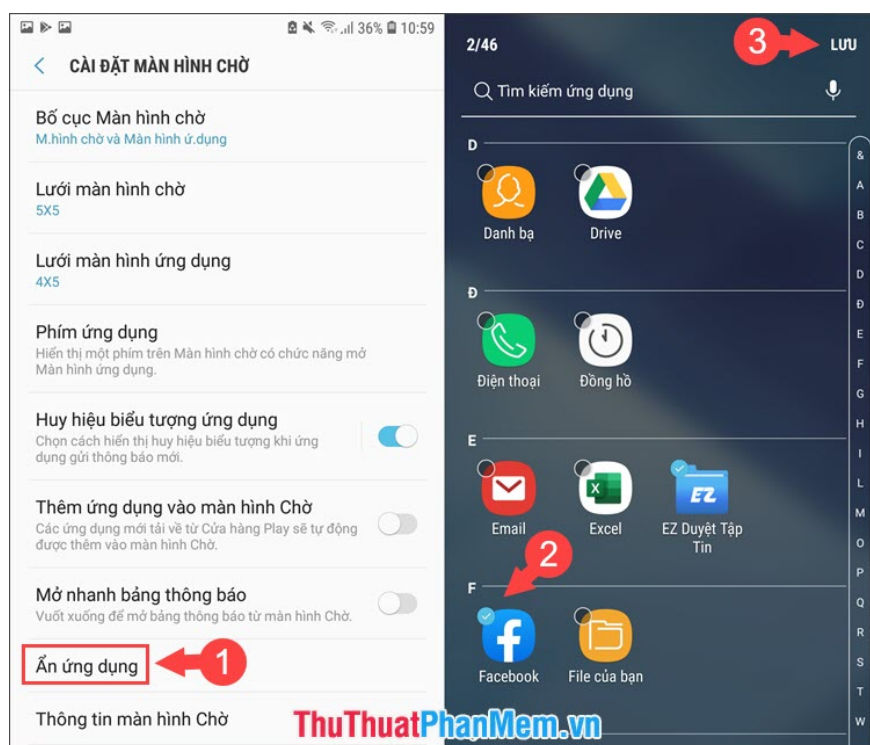 36% 10:59
CÀI ĐẶT MÀN HÌNH CHỜ
Bố cục Màn hình chờ
M.hình chờ và Màn hình ứ.dụng
Lưới màn hình chờ
5X5
Lưới màn hình ứng dụng
4X5
Phím ứng dụng
Hiển thị một phím trên Màn hình chờ có chức năng mở
Màn hình ứng dụng.
Huy hiệu biểu tượng ứng dụng
Chọn cách hiển thị huy hiệu biểu tượng khi ứng
dụng gửi thông báo mới.
Thêm ứng dụng vào màn hình Chờ
Các ứng dụng mới tải về từ Cửa hàng Play sẽ tự động
được thêm vào màn hình Chờ.
Mở nhanh bảng thông báo
Vuốt xuống để mở bảng thông báo từ màn hình Chờ.
Ẩn ứng dụng
1
Thông tin màn hình Chờ
2/46
3
LƯU
Tìm kiếm ứng dụng
D
Danh bạ
Drive
Đ
Điện thoại
Đồng hồ
E
X
EZ
Email
Excel
EZ Duyệt Tập
Tin
2
F
Facebook
File của bạn
&
A
B
C
D
Đ
E
F
G
H
I
L
M
O
P
Q
R
S
T
W
ThuThuatPhanMem.vn